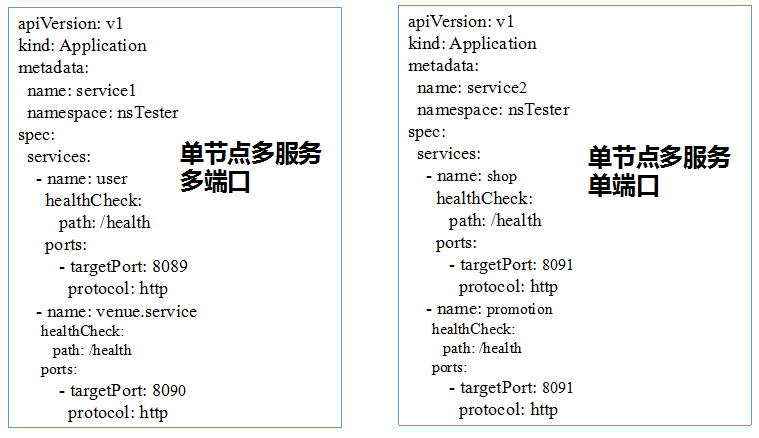 apiVersion: v1
kind: Application
metadata:
  name: service1
  namespace: nsTester
spec:
  services:
    - name: user
      healthCheck:
        path: /health
      ports:
        - targetPort: 8089
          protocol: http
    - name: venue.service
      healthCheck:
        path: /health
      ports:
        - targetPort: 8090
          protocol: http
单节点多服务
多端口
apiVersion: v1
kind: Application
metadata:
  name: service2
  namespace: nsTester
spec:
  services:
    - name: shop
      healthCheck:
        path: /health
      ports:
        - targetPort: 8091
          protocol: http
    - name: promotion
      healthCheck:
        path: /health
      ports:
        - targetPort: 8091
          protocol: http
单节点多服务
单端口